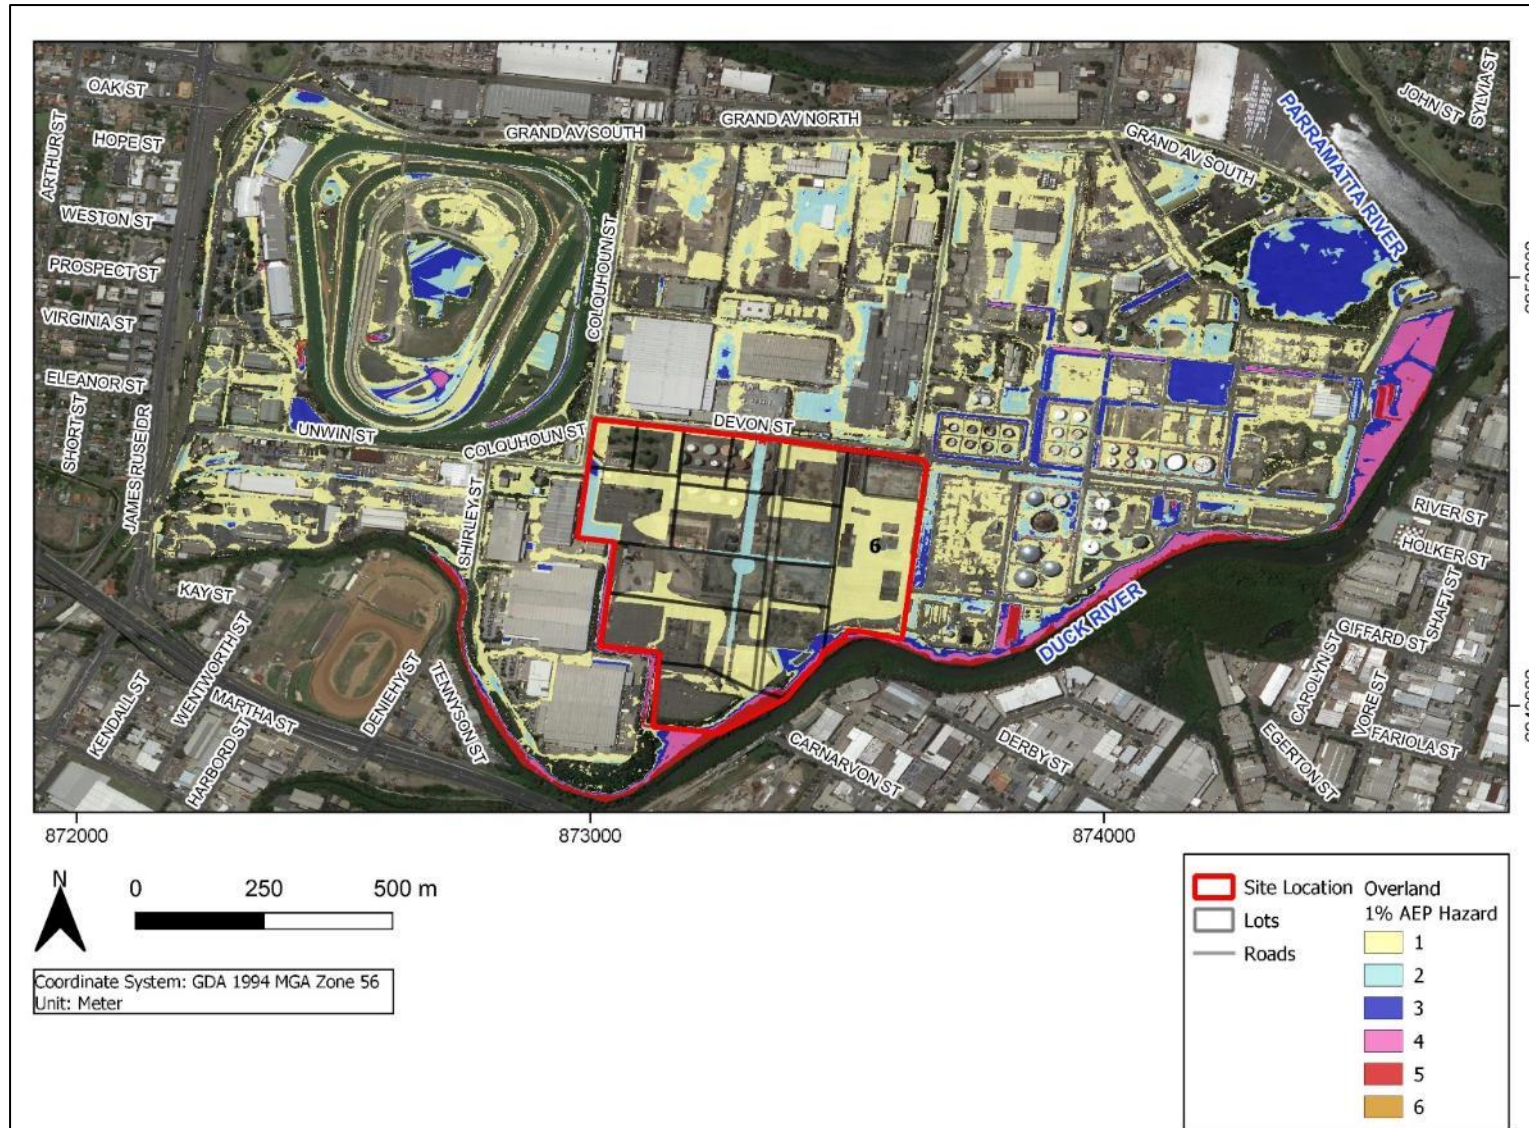 OAK ST
HOPE ST
ARTHUR ST
WESTON ST
PROSPECT ST
VIRGINIA ST
ELEANOR ST
SHORT ST
JAMES RUSE DR
UNWIN ST
COLQUHOUN ST
SHIRLEY ST
COLQUHOUN ST
GRAND AV SOUTH
GRAND AV NORTH
GRAND AV SOUTH
PARRAMATTA RIVER
JOHN ST
SYLVIA ST
DEVON ST
6
DUCK RIVER
RIVER ST
HOLKER ST
SHAFT ST
GIFFARD ST
CAROLYN ST
YORE ST
FARIOLA ST
EGERTON ST
DERBY ST
CARNARVON ST
KAY ST
WENTWORTH ST
KENDALL ST
HARBORD ST
MARTHA ST
DENIEHY ST
TENNYSON ST
872000
873000
874000
N
0 250 500 m
Coordinate System: GDA 1994 MGA Zone 56
Unit: Meter
Site Location
Lots
Roads
Overland
1% AEP Hazard
1
2
3
4
5
6